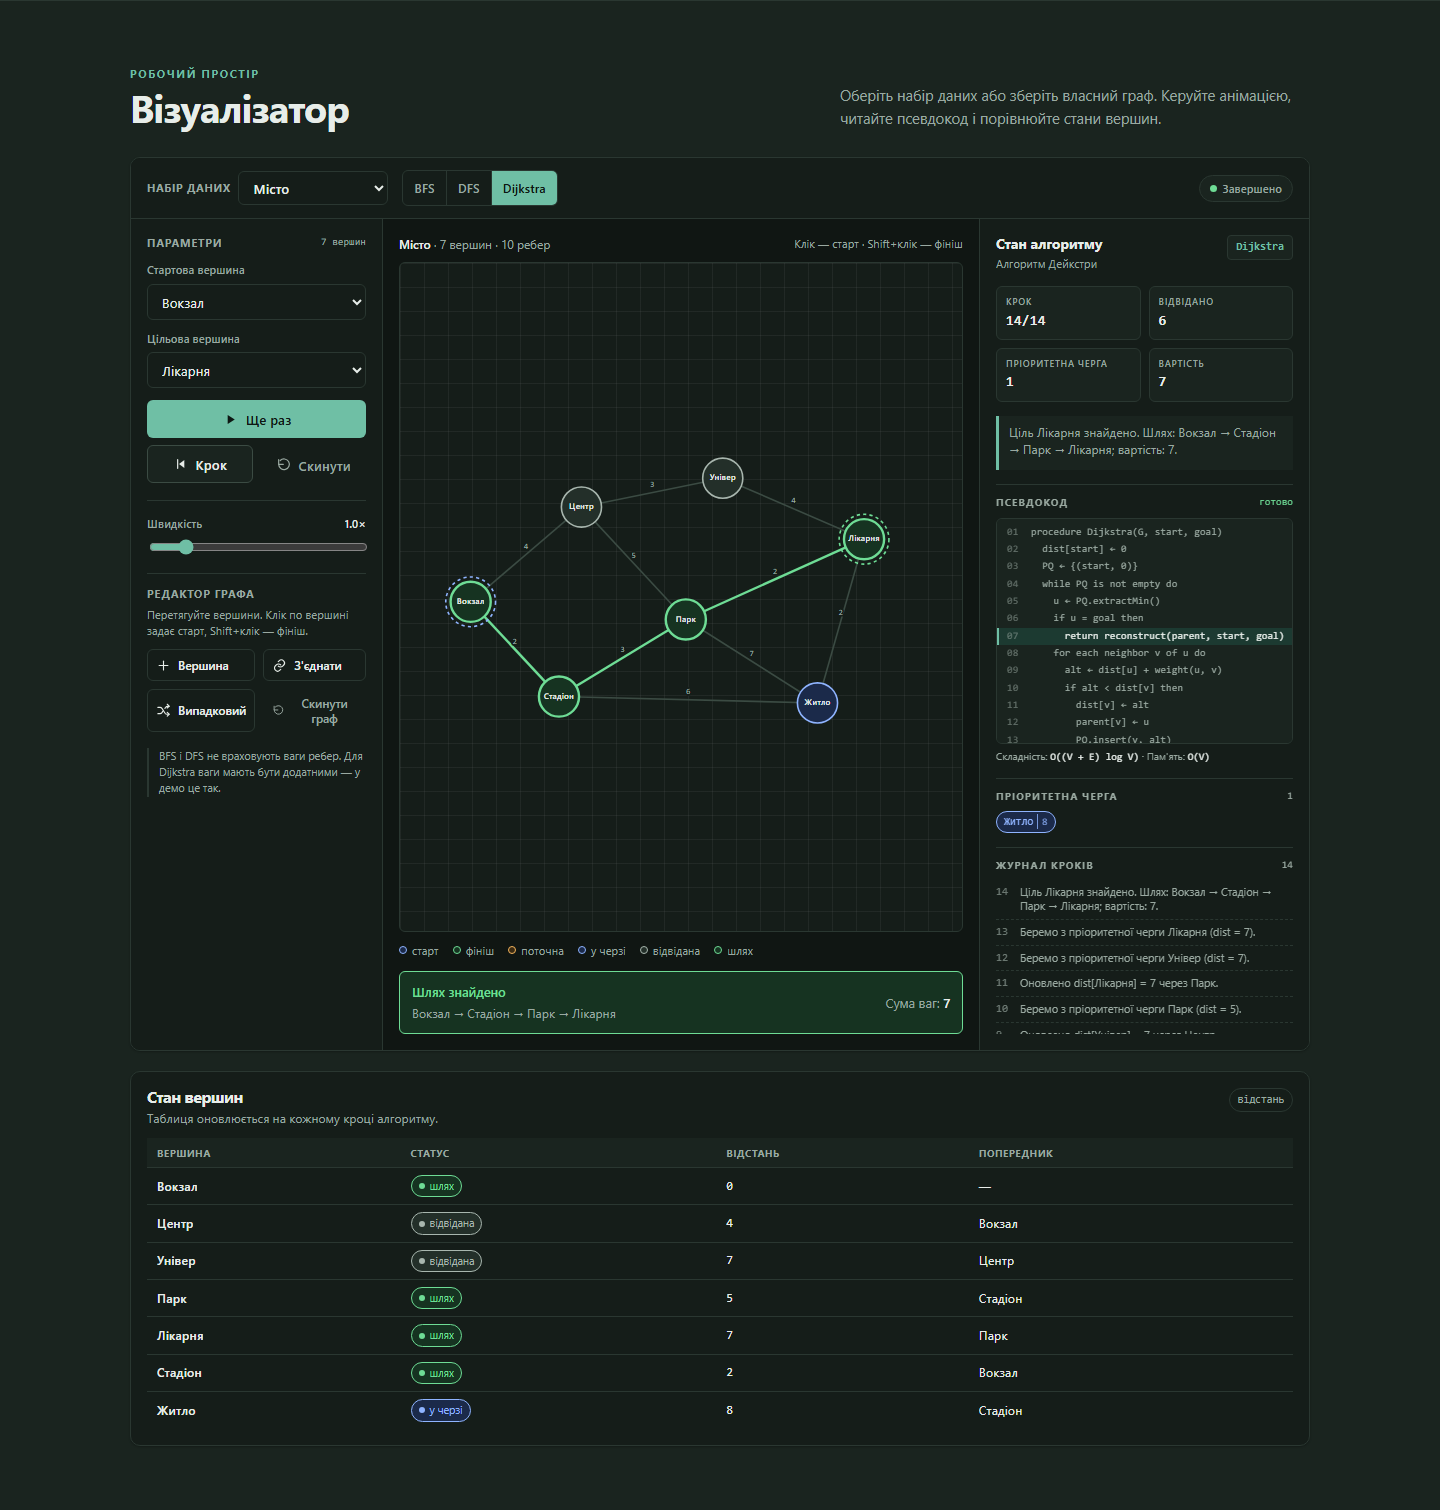 РОБОЧИЙ ПРОСТІР
Візуалізатор
Оберіть набір даних або зберіть власний граф. Керуйте анімацією,
читайте псевдокод і порівнюйте стани вершин.
НАБІР ДАНИХ Місто BFS DFS Dijkstra Завершено
ПАРАМЕТРИ 7 вершин
Стартова вершина
Вокзал
Цільова вершина
Лікарня
Ще раз
Крок Скинути
Швидкість 1.0×
РЕДАКТОР ГРАФА
Перетягуйте вершини. Клік по вершині
задає старт, Shift+клік — фініш.
Вершина З'єднати
Випадковий Скинути
граф
BFS і DFS не враховують ваги ребер. Для
Dijkstra ваги мають бути додатними — у
демо це так.
Місто · 7 вершин · 10 ребер Клік — старт · Shift+клік — фініш
Універ
3
Центр
4
Лікарня
4
5
2
Вокзал
Парк
2
2
3
7
6
Стадіон
Житло
старт фініш поточна у черзі відвідана шлях
Шлях знайдено
Вокзал → Стадіон → Парк → Лікарня
Сума ваг: 7
Стан алгоритму Dijkstra
Алгоритм Дейкстри
КРОК ВІДВІДАНО
14/14 6
ПРІОРИТЕТНА ЧЕРГА ВАРТІСТЬ
1 7
Ціль Лікарня знайдено. Шлях: Вокзал → Стадіон
→ Парк → Лікарня; вартість: 7.
ПСЕВДОКОД ГОТОВО
01 procedure Dijkstra(G, start, goal)
02 dist[start] ← 0
03 PQ ← {(start, 0)}
04 while PQ is not empty do
05 u ← PQ.extractMin()
06 if u = goal then
07 return reconstruct(parent, start, goal)
08 for each neighbor v of u do
09 alt ← dist[u] + weight(u, v)
10 if alt < dist[v] then
11 dist[v] ← alt
12 parent[v] ← u
13 PQ.insert(v, alt)
Складність: O((V + E) log V) · Пам'ять: O(V)
ПРІОРИТЕТНА ЧЕРГА 1
Житло 8
ЖУРНАЛ КРОКІВ 14
14 Ціль Лікарня знайдено. Шлях: Вокзал → Стадіон →
Парк → Лікарня; вартість: 7.
13 Беремо з пріоритетної черги Лікарня (dist = 7).
12 Беремо з пріоритетної черги Універ (dist = 7).
11 Оновлено dist[Лікарня] = 7 через Парк.
10 Беремо з пріоритетної черги Парк (dist = 5).
9 Оновлено dist[Універ] = 7 через Центр.
Стан вершин
Таблиця оновлюється на кожному кроці алгоритму.
відстань
ВЕРШИНА СТАТУС ВІДСТАНЬ ПОПЕРЕДНИК
Вокзал шлях 0 —
Центр відвідана 4 Вокзал
Універ відвідана 7 Центр
Парк шлях 5 Стадіон
Лікарня шлях 7 Парк
Стадіон шлях 2 Вокзал
Житло у черзі 8 Стадіон